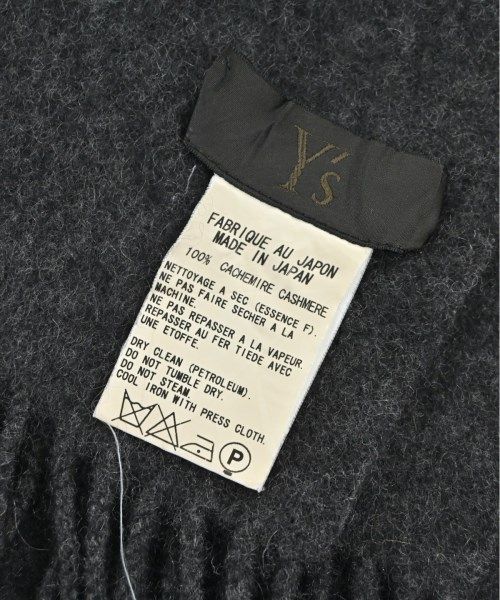 Y's
FABRIQUE AU JAPON
MADE IN JAPAN
100% CACHEMIRE CASHMERE
NETTOYAGE A SEC (ESSENCE F).
NE PAS FAIRE SECHER A LA
MACHINE.
NE PAS REPASSER A LA VAPEUR.
REPASSER AU FER TIEDE AVEC
UNE ETOFFE.
DRY CLEAN (PETROLEUM).
DO NOT TUMBLE DRY.
DO NOT STEAM.
COOL IRON WITH PRESS CLOTH.
P